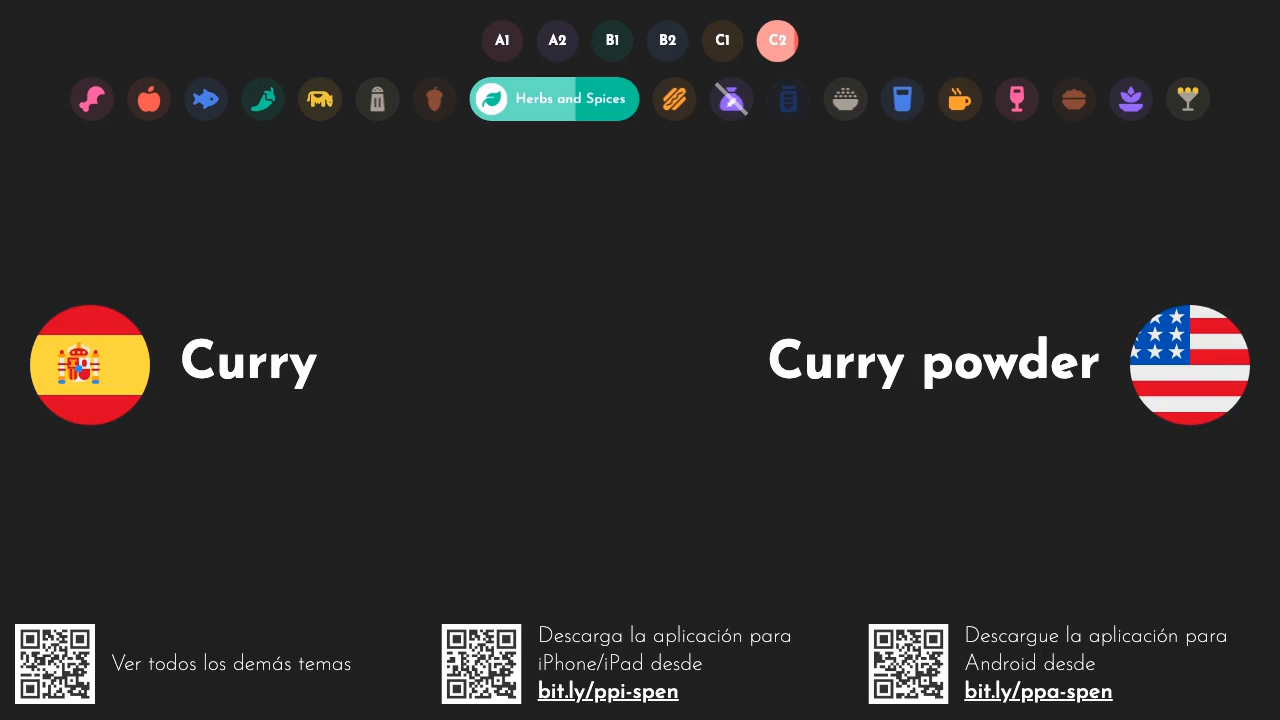 A1 A2 B1 B2 C1 C2
Herbs and Spices
Curry
Curry powder
Ver todos los demás temas
Descarga la aplicación para
iPhone/iPad desde
bit.ly/ppi-spen
Descargue la aplicación para
Android desde
bit.ly/ppa-spen